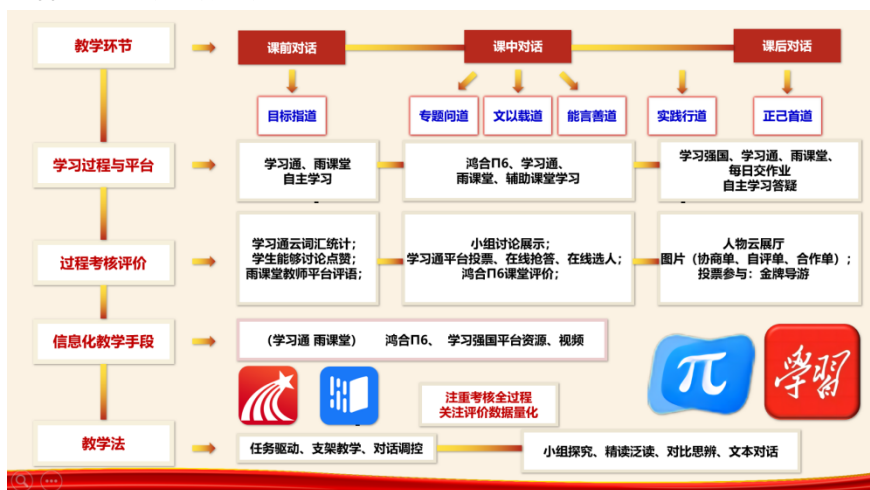 教学环节
课前对话
课中对话
课后对话
目标指道
专题问道
文以载道
能言善道
实践行道
正己首道
学习过程与平台
学习通、雨课堂
自主学习
鸿合П6、学习通、
雨课堂、辅助课堂学习
学习强国、学习通、雨课堂、
每日交作业
自主学习答疑
过程考核评价
学习通云词汇统计；
学生能够讨论点赞；
雨课堂教师平台评语；
小组讨论展示；
学习通平台投票、在线抢答、在线选人；
鸿合П6课堂评价；
人物云展厅
图片（协商单、自评单、合作单）；
投票参与：金牌导游
信息化教学手段
（学习通 雨课堂） 鸿合П6、 学习强国平台资源、视频
π
學習
注重考核全过程
关注评价数据量化
教学法
任务驱动、支架教学、对话调控
小组探究、精读泛读、对比思辨、文本对话